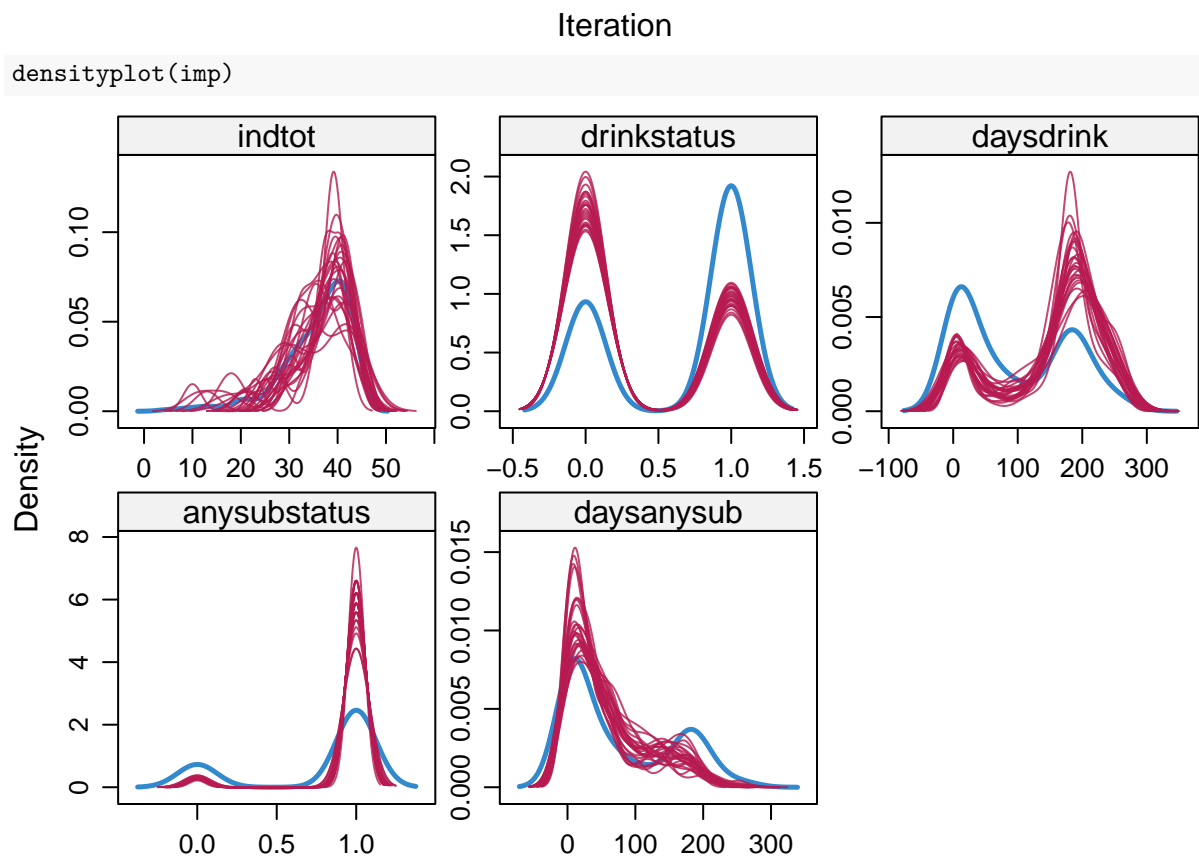 Iteration
densityplot(imp)
indtot drinkstatus daysdrink
0.00 0.05 0.10
0.0 0.5 1.0 1.5 2.0
0.000 0.005 0.010
0 10 20 30 40 50
−0.5 0.0 0.5 1.0 1.5
−100 0 100 200 300
Density
anysubstatus daysanysub
0 2 4 6 8
0.000 0.005 0.010 0.015
0.0 1.0
0 100 200 300